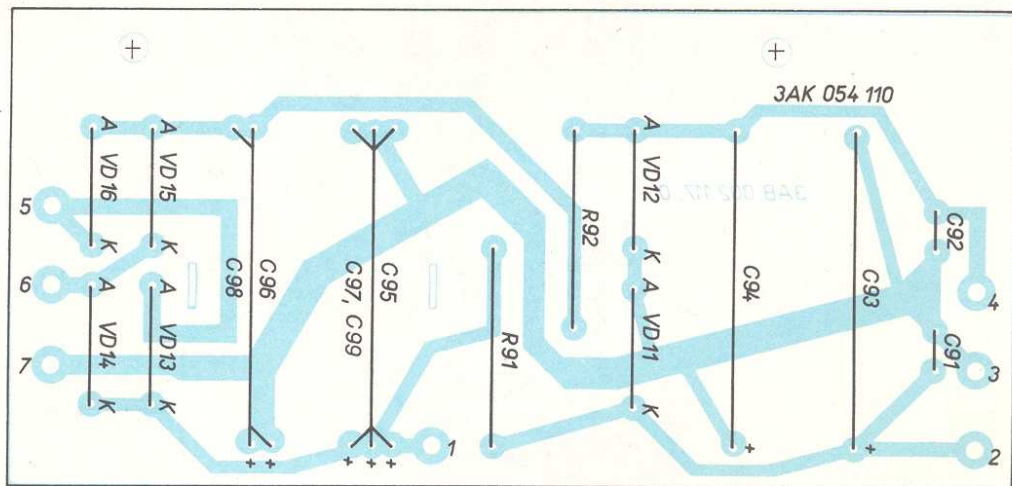 3AK 054 110
A
VD16
K
A
VD15
K
A
VD14
K
A
VD13
K
C98
C96
+ +
C97, C99
C95
+ + +
R91
R92
A
VD12
K
A
VD11
K
C94
+
C93
+
C92
C91
5
6
7
1
4
3
2